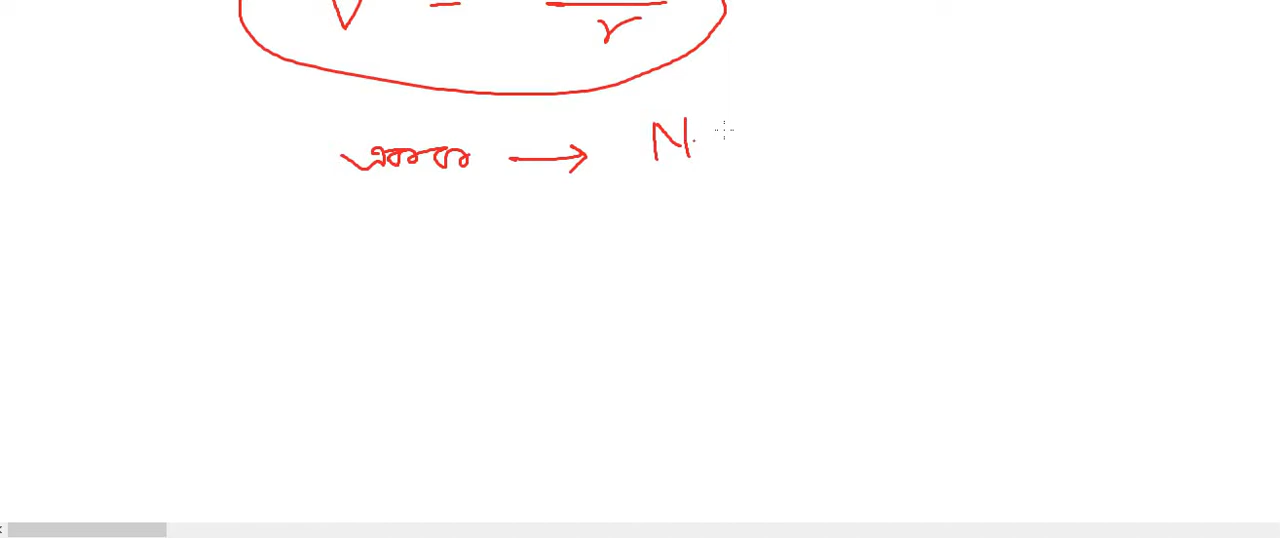 V = r
একক → N.